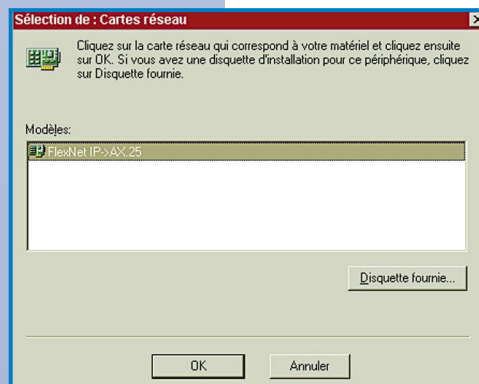 Sélection de : Cartes réseau
Cliquez sur la carte réseau qui correspond à votre matériel et cliquez ensuite
sur OK. Si vous avez une disquette d'installation pour ce périphérique, cliquez
sur Disquette fournie.
Modèles:
FlexNet IP->AX.25
Disquette fournie...
OK
Annuler